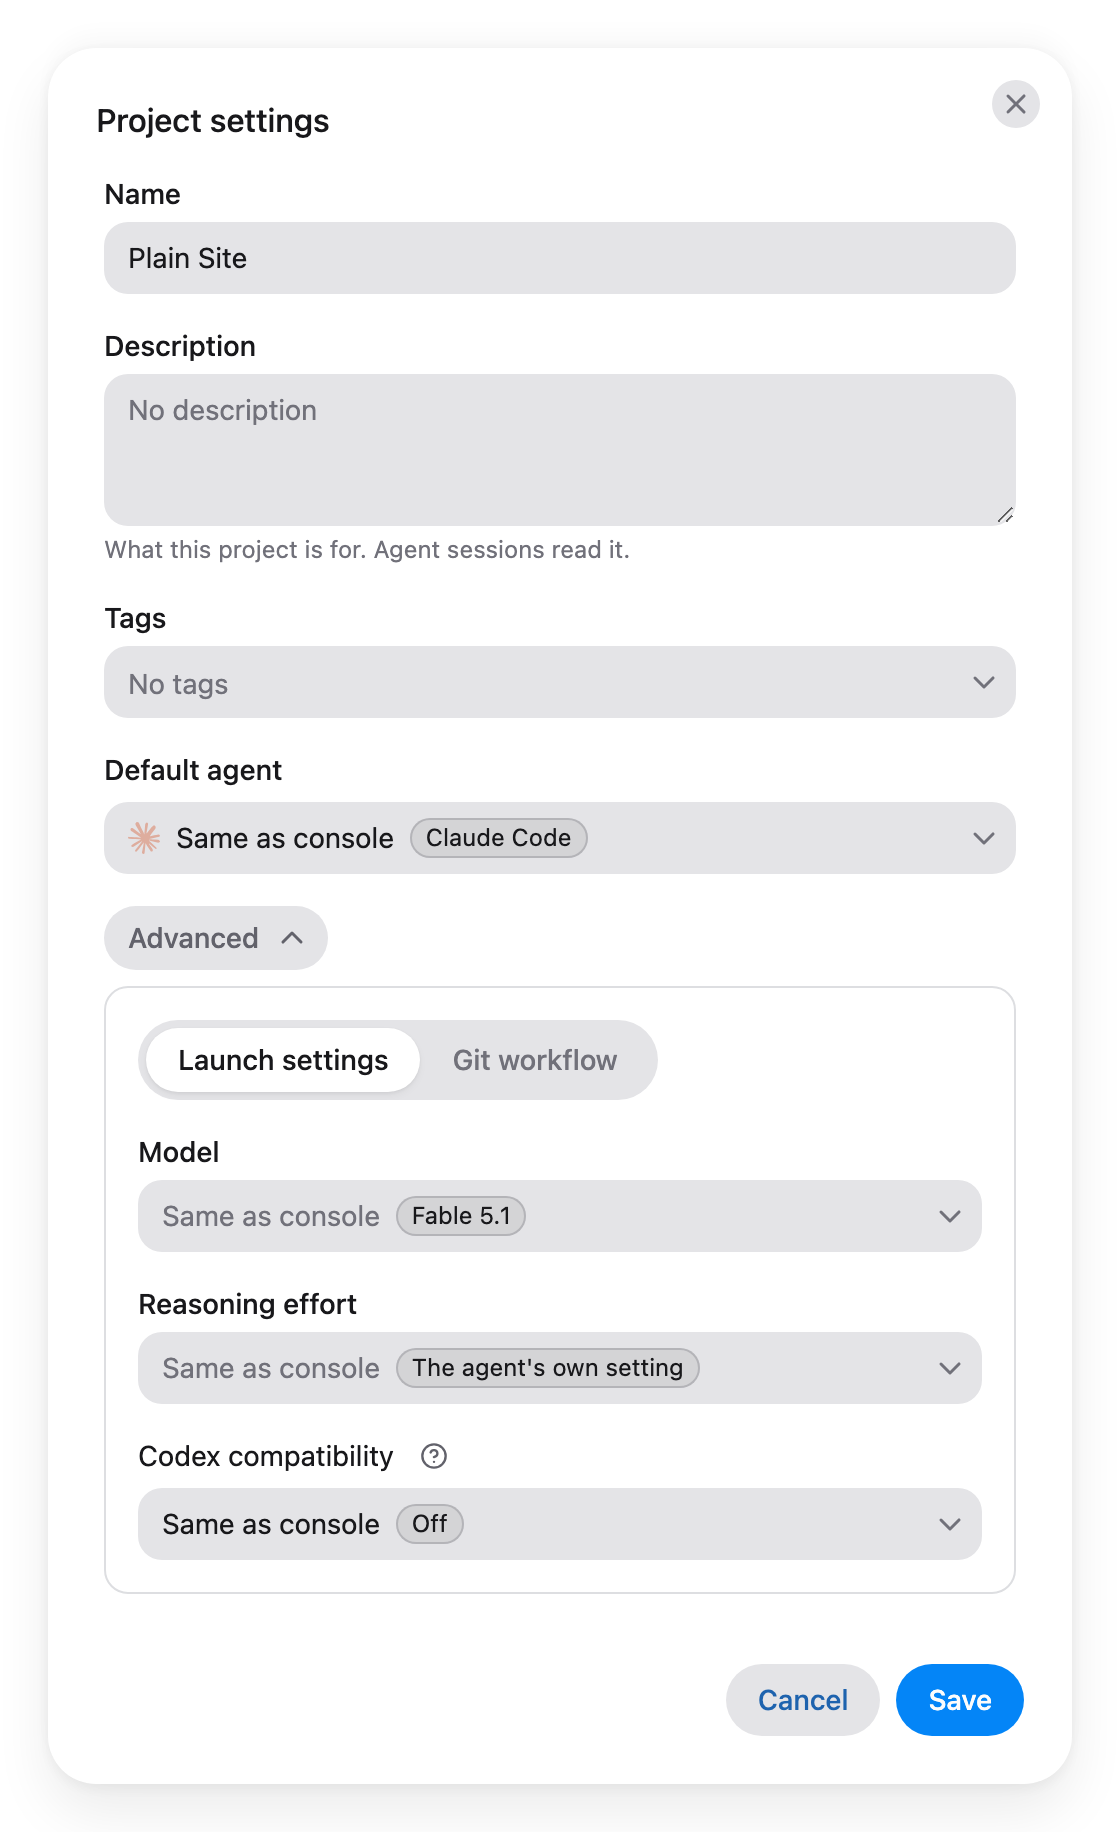 Project settings
Name
Plain Site
Description
No description
What this project is for. Agent sessions read it.
Tags
No tags
Default agent
Same as console Claude Code
Advanced
Launch settings Git workflow
Model
Same as console Fable 5.1
Reasoning effort
Same as console The agent's own setting
Codex compatibility ?
Same as console Off
Cancel Save